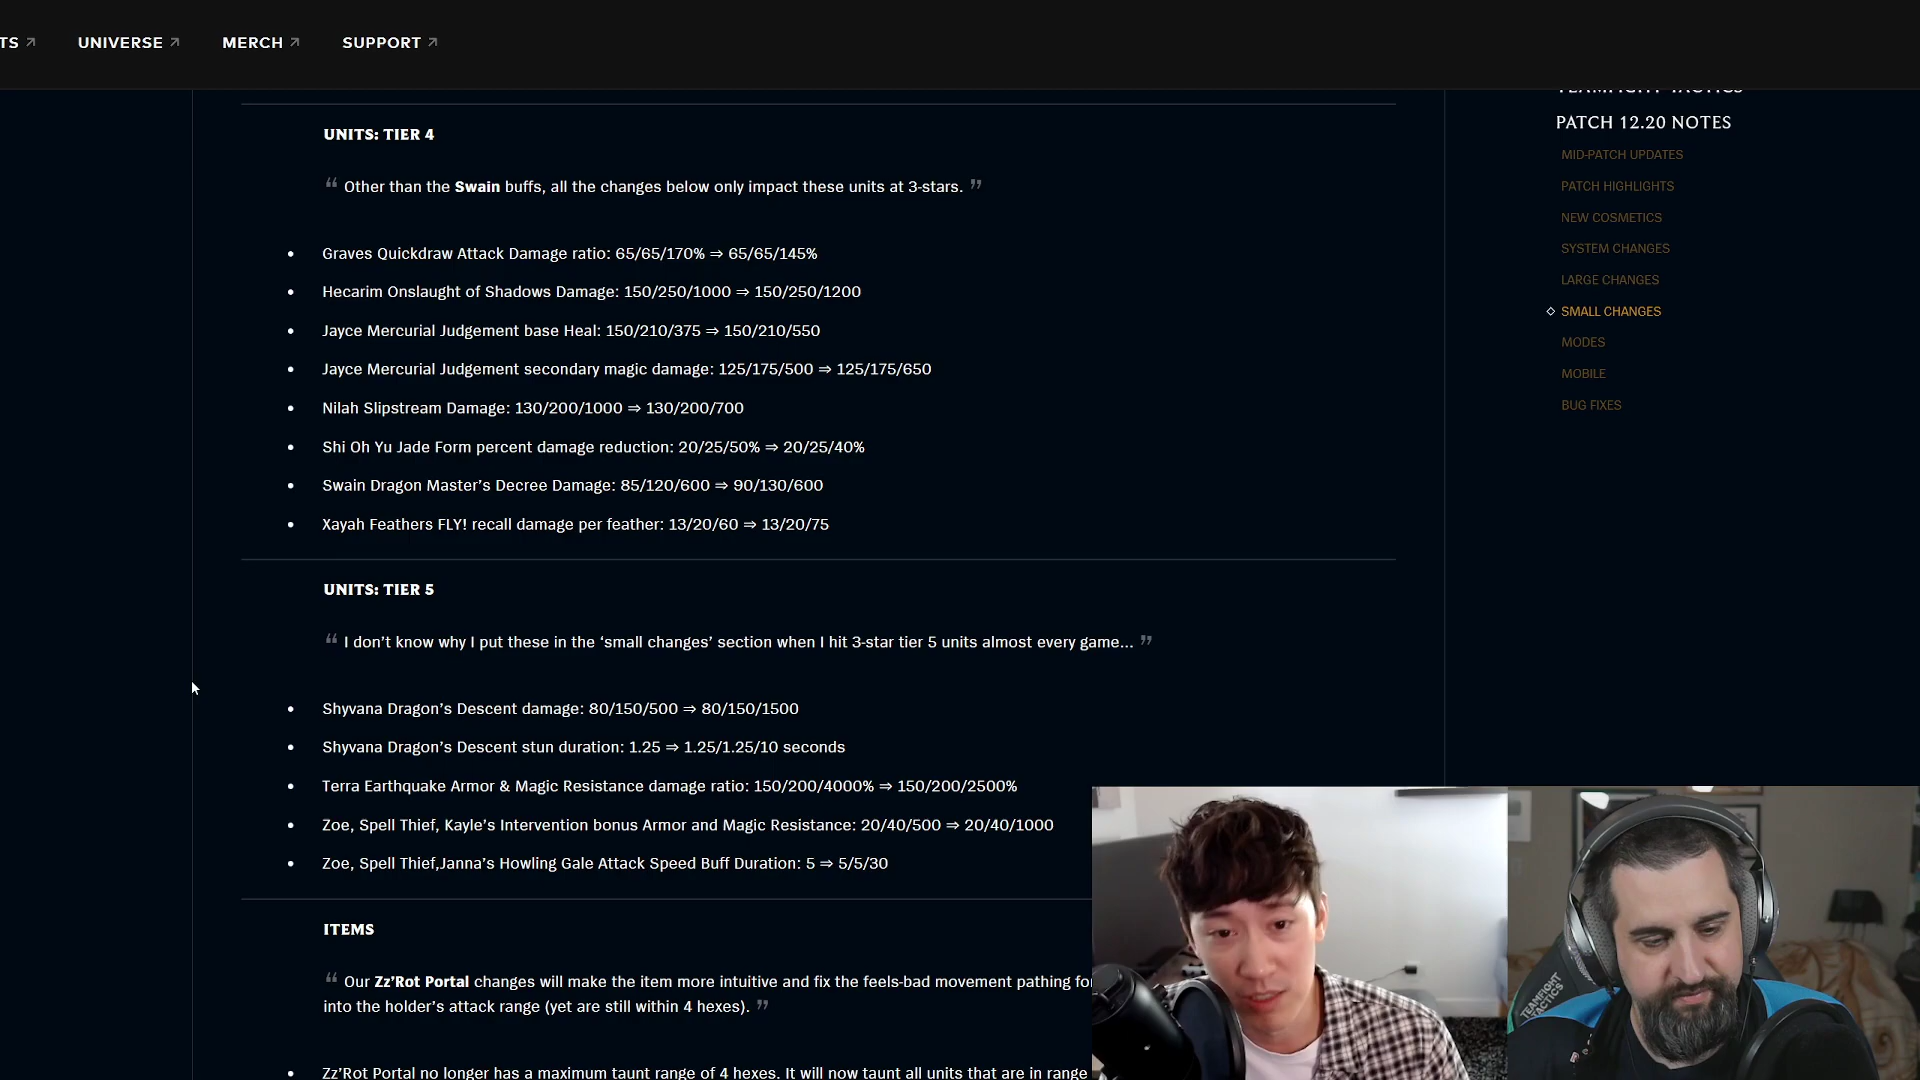 TS UNIVERSE MERCH SUPPORT
UNITS: TIER 4
“ Other than the Swain buffs, all the changes below only impact these units at 3-stars. ”
• Graves Quickdraw Attack Damage ratio: 65/65/170% ⇒ 65/65/145%
• Hecarim Onslaught of Shadows Damage: 150/250/1000 ⇒ 150/250/1200
• Jayce Mercurial Judgement base Heal: 150/210/375 ⇒ 150/210/550
• Jayce Mercurial Judgement secondary magic damage: 125/175/500 ⇒ 125/175/650
• Nilah Slipstream Damage: 130/200/1000 ⇒ 130/200/700
• Shi Oh Yu Jade Form percent damage reduction: 20/25/50% ⇒ 20/25/40%
• Swain Dragon Master’s Decree Damage: 85/120/600 ⇒ 90/130/600
• Xayah Feathers FLY! recall damage per feather: 13/20/60 ⇒ 13/20/75
UNITS: TIER 5
“ I don’t know why I put these in the ‘small changes’ section when I hit 3-star tier 5 units almost every game... ”
• Shyvana Dragon’s Descent damage: 80/150/500 ⇒ 80/150/1500
• Shyvana Dragon’s Descent stun duration: 1.25 ⇒ 1.25/1.25/10 seconds
• Terra Earthquake Armor & Magic Resistance damage ratio: 150/200/4000% ⇒ 150/200/2500%
• Zoe, Spell Thief, Kayle’s Intervention bonus Armor and Magic Resistance: 20/40/500 ⇒ 20/40/1000
• Zoe, Spell Thief,Janna’s Howling Gale Attack Speed Buff Duration: 5 ⇒ 5/5/30
ITEMS
“ Our Zz’Rot Portal changes will make the item more intuitive and fix the feels-bad movement pathing
into the holder’s attack range (yet are still within 4 hexes). ”
• Zz’Rot Portal no longer has a maximum taunt range of 4 hexes. It will now taunt all units that are in range
TEAMFIGHT TACTICS
PATCH 12.20 NOTES
MID-PATCH UPDATES
PATCH HIGHLIGHTS
NEW COSMETICS
SYSTEM CHANGES
LARGE CHANGES
SMALL CHANGES
MODES
MOBILE
BUG FIXES
TEAMFIGHT
TACTICS